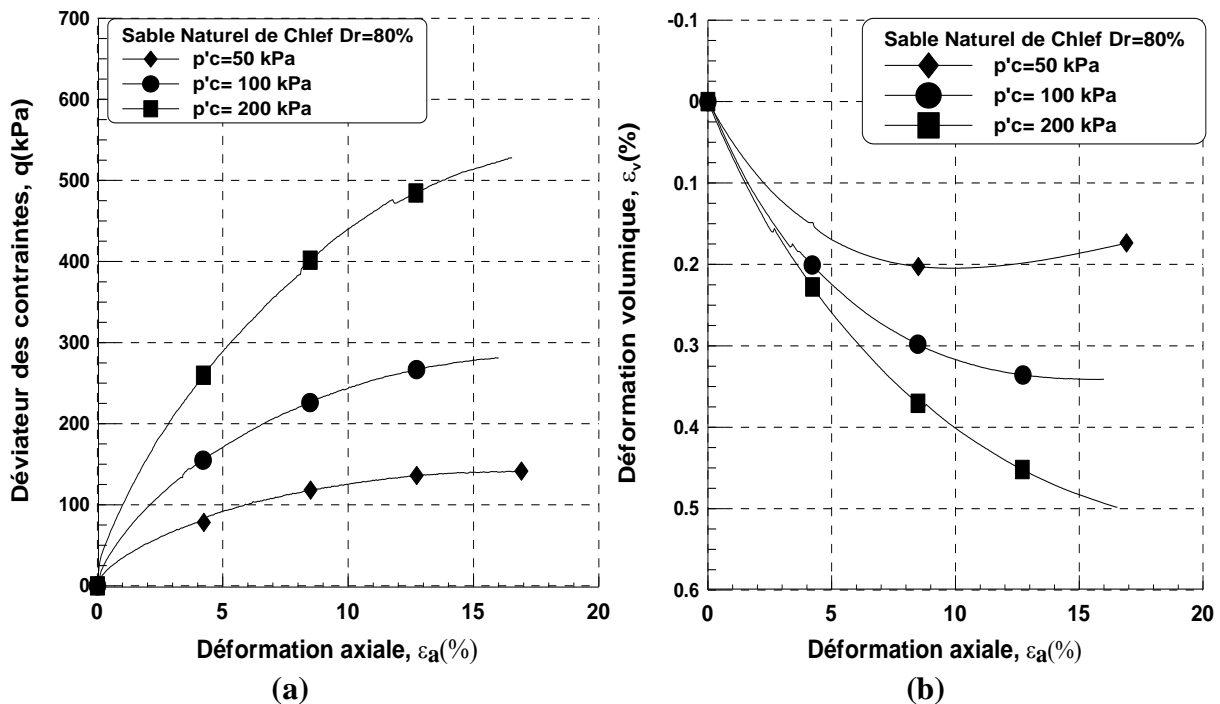 700
600
500
400
300
200
100
0
Déviateur des contraintes, q(kPa)
Sable Naturel de Chlef Dr=80%
p'c=50 kPa
p'c= 100 kPa
p'c= 200 kPa
0 5 10 15 20
Déformation axiale, εa(%)
(a)
-0.1
0
0.1
0.2
0.3
0.4
0.5
0.6
Déformation volumique, εv(%)
Sable Naturel de Chlef Dr=80%
p'c=50 kPa
p'c= 100 kPa
p'c= 200 kPa
0 5 10 15 20
Déformation axiale, εa(%)
(b)